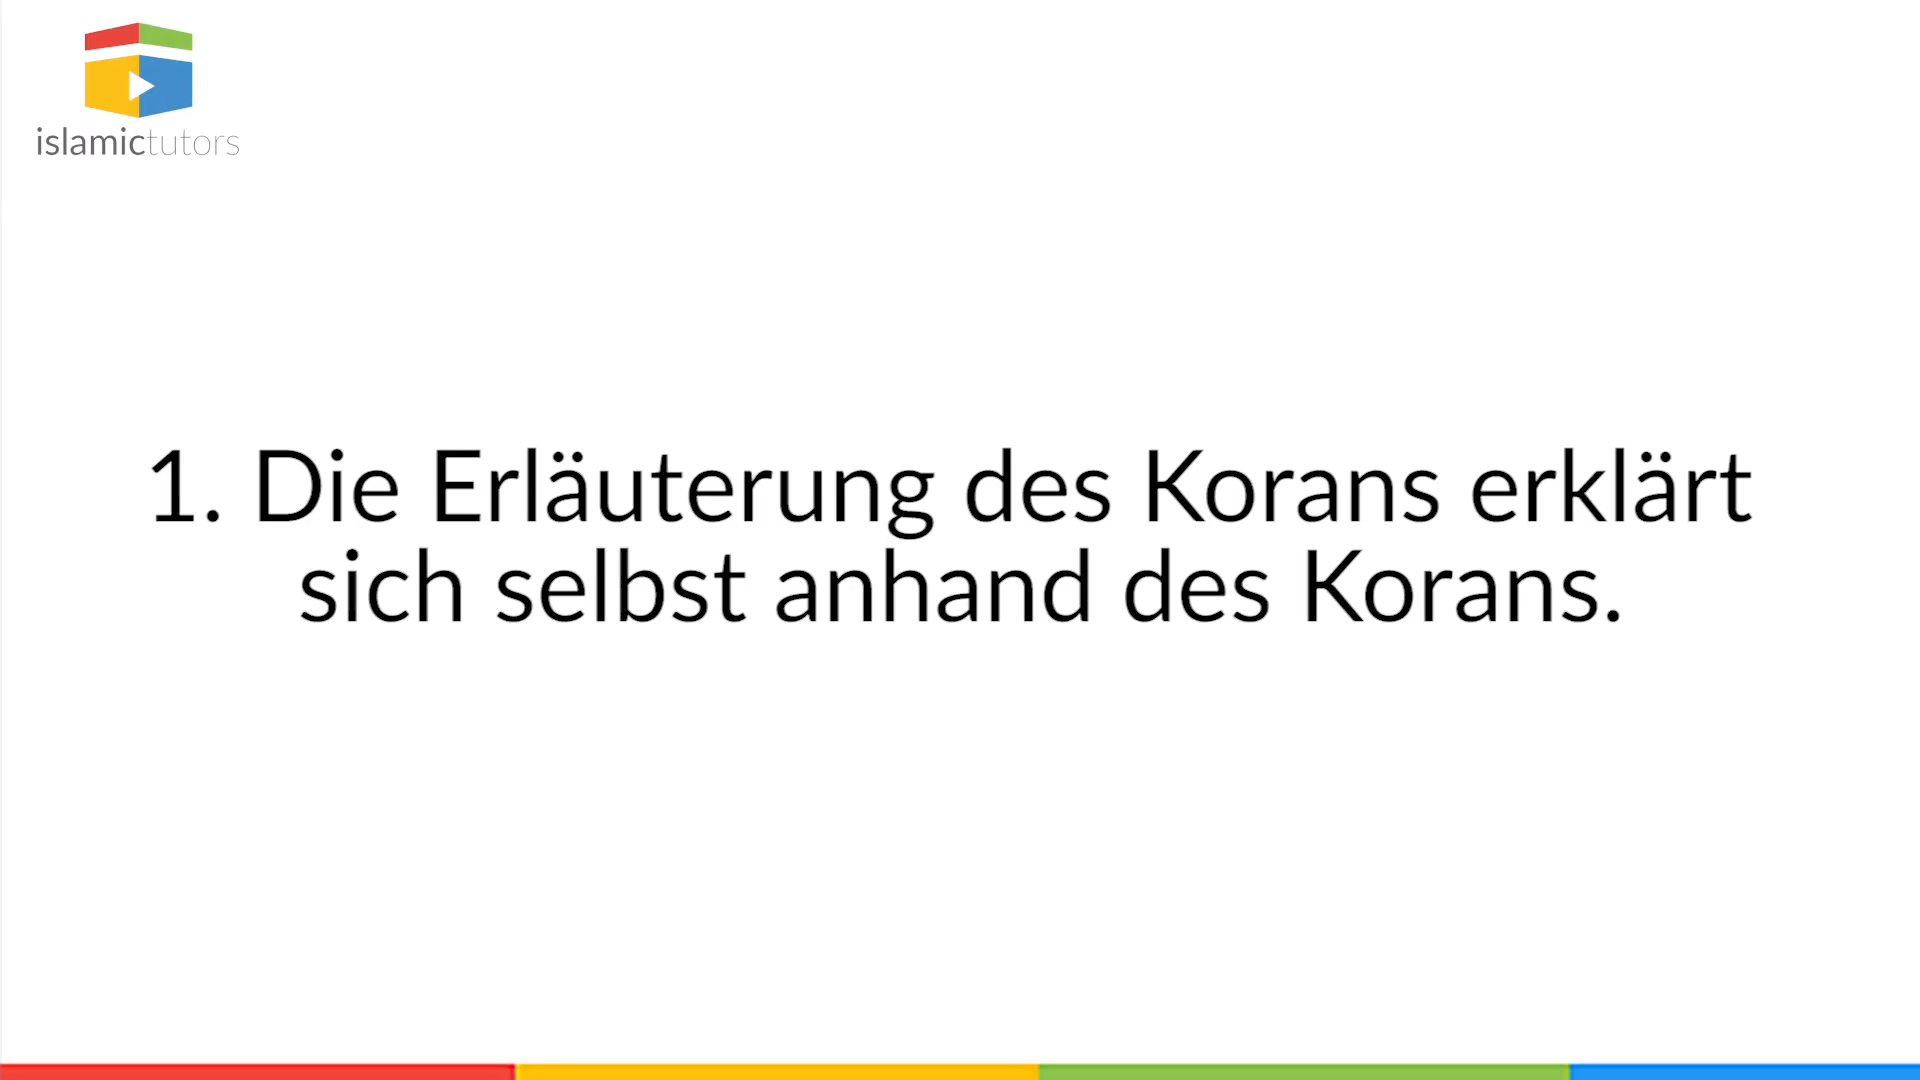 islamictutors
1. Die Erläuterung des Korans erklärt
sich selbst anhand des Korans.